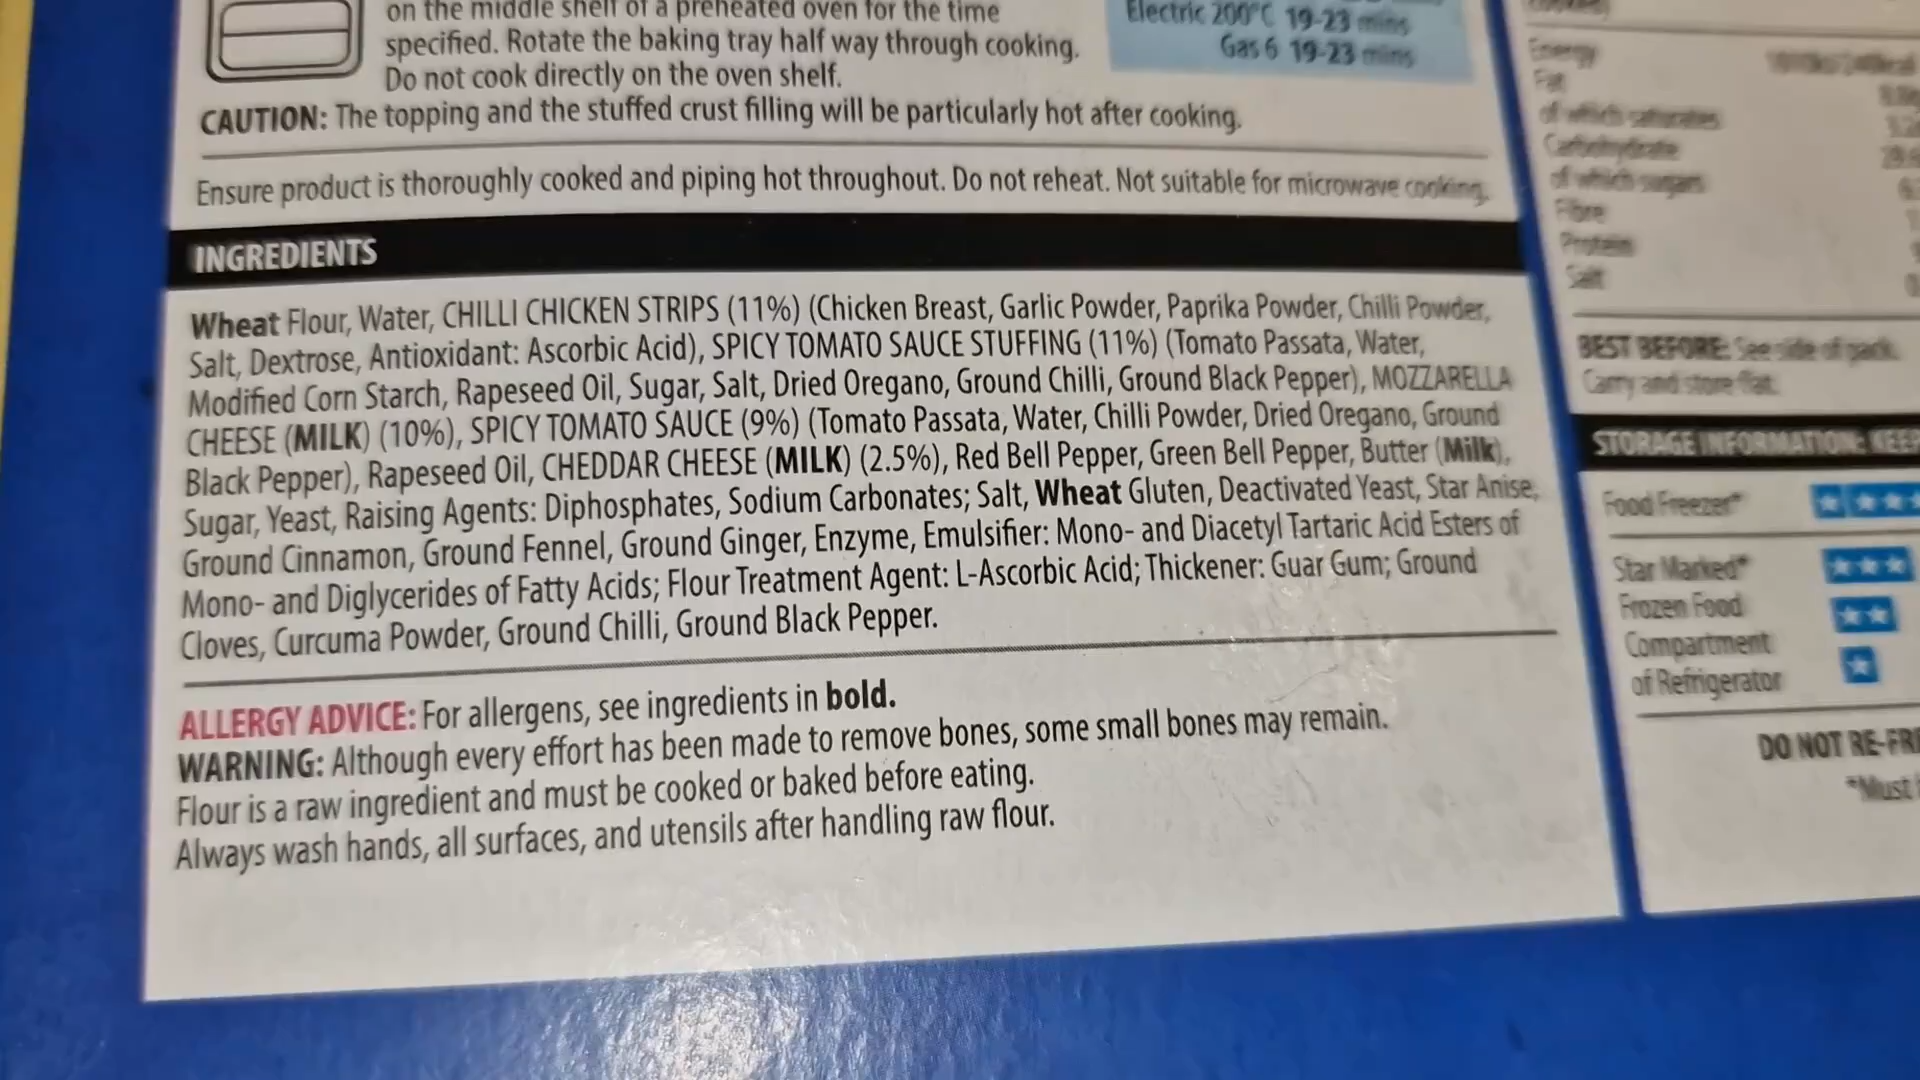 on the middle shelf of a preheated oven for the time
specified. Rotate the baking tray half way through cooking.
Do not cook directly on the oven shelf.
Electric 200°C 19-23 mins
Gas 6 19-23 mins
CAUTION: The topping and the stuffed crust filling will be particularly hot after cooking.
Ensure product is thoroughly cooked and piping hot throughout. Do not reheat. Not suitable for microwave cooking.
INGREDIENTS
Wheat Flour, Water, CHILLI CHICKEN STRIPS (11%) (Chicken Breast, Garlic Powder, Paprika Powder, Chilli Powder,
Salt, Dextrose, Antioxidant: Ascorbic Acid), SPICY TOMATO SAUCE STUFFING (11%) (Tomato Passata, Water,
Modified Corn Starch, Rapeseed Oil, Sugar, Salt, Dried Oregano, Ground Chilli, Ground Black Pepper), MOZZARELLA
CHEESE (MILK) (10%), SPICY TOMATO SAUCE (9%) (Tomato Passata, Water, Chilli Powder, Dried Oregano, Ground
Black Pepper), Rapeseed Oil, CHEDDAR CHEESE (MILK) (2.5%), Red Bell Pepper, Green Bell Pepper, Butter (Milk),
Sugar, Yeast, Raising Agents: Diphosphates, Sodium Carbonates; Salt, Wheat Gluten, Deactivated Yeast, Star Anise,
Ground Cinnamon, Ground Fennel, Ground Ginger, Enzyme, Emulsifier: Mono- and Diacetyl Tartaric Acid Esters of
Mono- and Diglycerides of Fatty Acids; Flour Treatment Agent: L-Ascorbic Acid; Thickener: Guar Gum; Ground
Cloves, Curcuma Powder, Ground Chilli, Ground Black Pepper.
ALLERGY ADVICE: For allergens, see ingredients in bold.
WARNING: Although every effort has been made to remove bones, some small bones may remain.
Flour is a raw ingredient and must be cooked or baked before eating.
Always wash hands, all surfaces, and utensils after handling raw flour.
Energy
Fat
of which saturates
Carbohydrate
of which sugars
Fibre
Protein
Salt
BEST BEFORE: See side of pack.
Carry and store flat.
STORAGE INFORMATION: KEEP
Food Freezer*
Star Marked*
Frozen Food
Compartment
of Refrigerator
DO NOT RE-FR
*Must